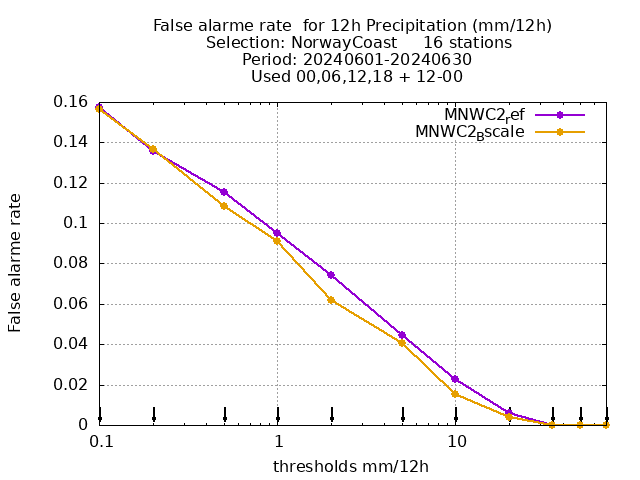 False alarme rate  for 12h Precipitation (mm/12h)
Selection: NorwayCoast     16 stations
Period: 20240601-20240630
Used 00,06,12,18 + 12-00
MNWC2ref
MNWC2Bscale
0.16
0.14
0.12
0.1
0.08
0.06
0.04
0.02
0
False alarme rate
0.1
1
10
thresholds mm/12h